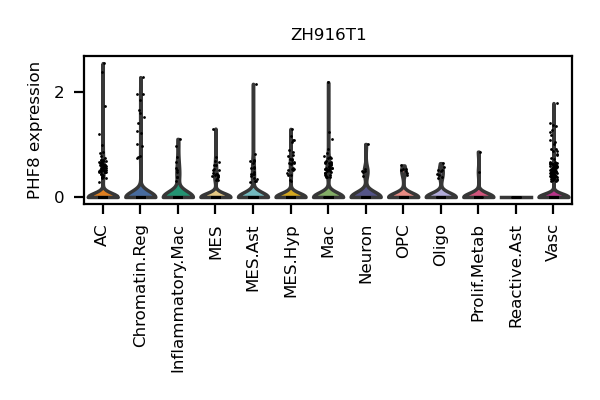 ZH916T1
PHF8 expression
2
0
AC
Chromatin.Reg
Inflammatory.Mac
MES
MES.Ast
MES.Hyp
Mac
Neuron
OPC
Oligo
Prolif.Metab
Reactive.Ast
Vasc